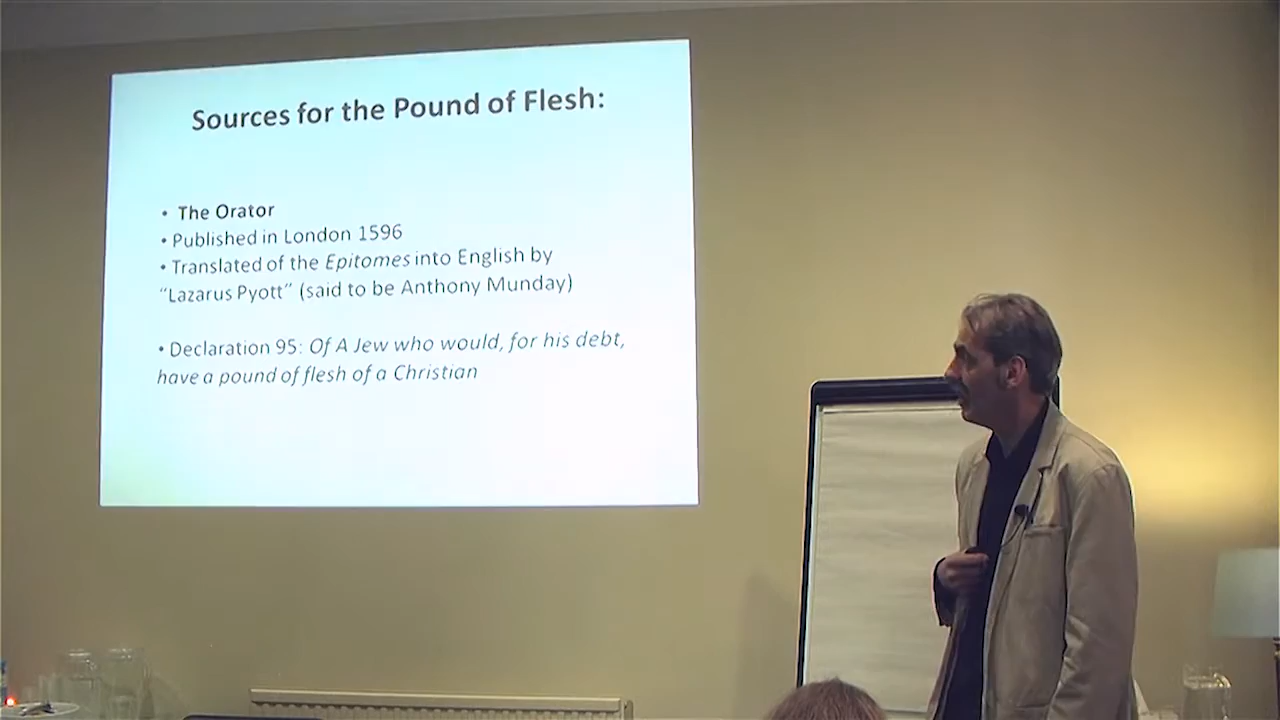 Sources for the Pound of Flesh:
• The Orator
• Published in London 1596
• Translated of the Epitomes into English by
“Lazarus Pyott” (said to be Anthony Munday)
• Declaration 95: Of A Jew who would, for his debt,
have a pound of flesh of a Christian